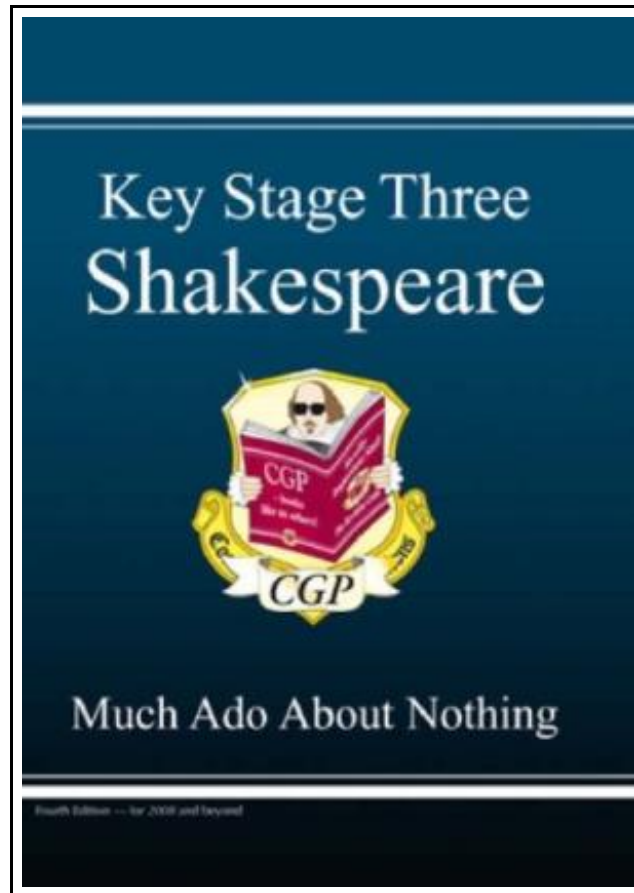 Key Stage Three
Shakespeare
CGP
CGP
Much Ado About Nothing
Fourth Edition — for 2008 and beyond